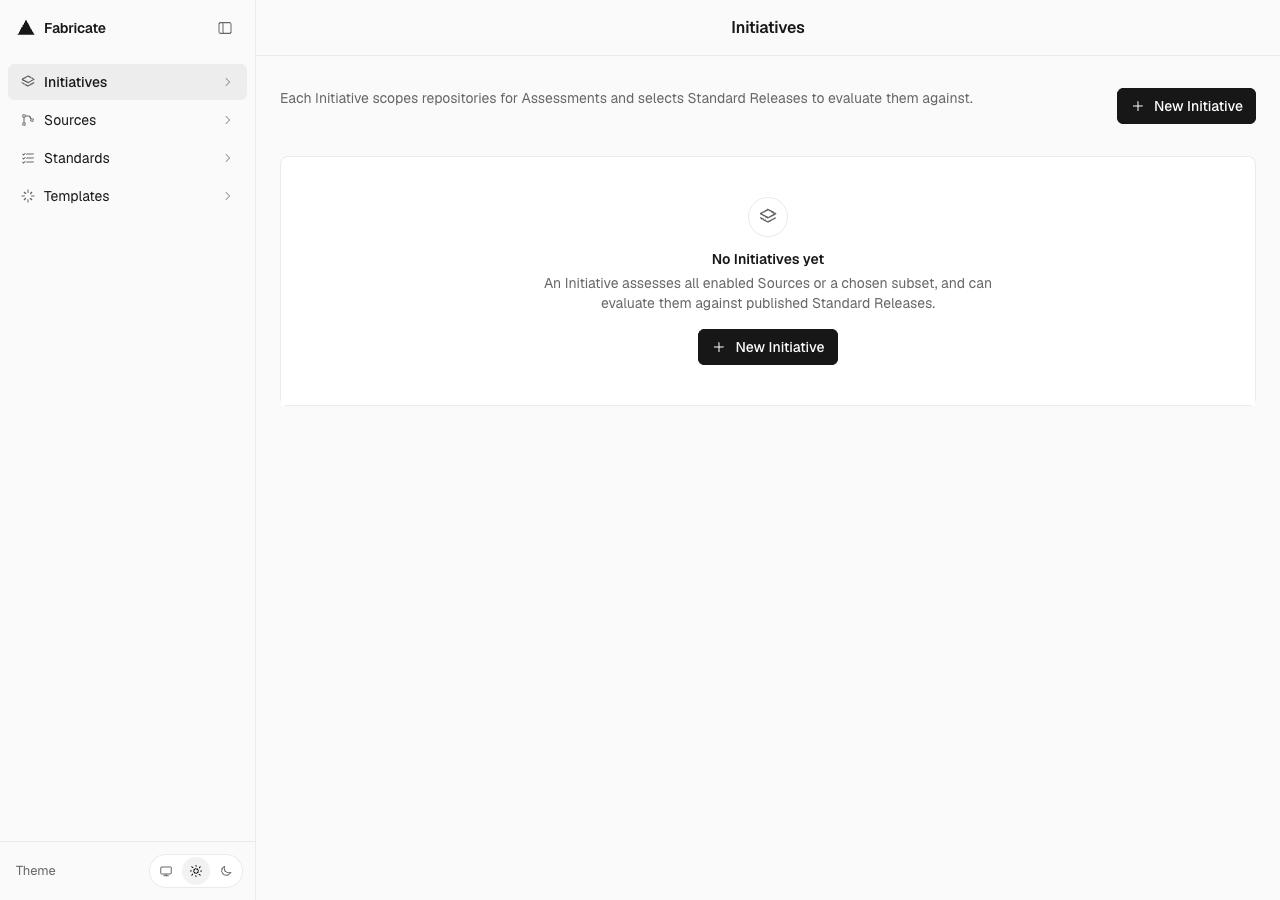 Fabricate
Initiatives
Sources
Standards
Templates
Theme
Initiatives
Each Initiative scopes repositories for Assessments and selects Standard Releases to evaluate them against.
New Initiative
No Initiatives yet
An Initiative assesses all enabled Sources or a chosen subset, and can
evaluate them against published Standard Releases.
New Initiative